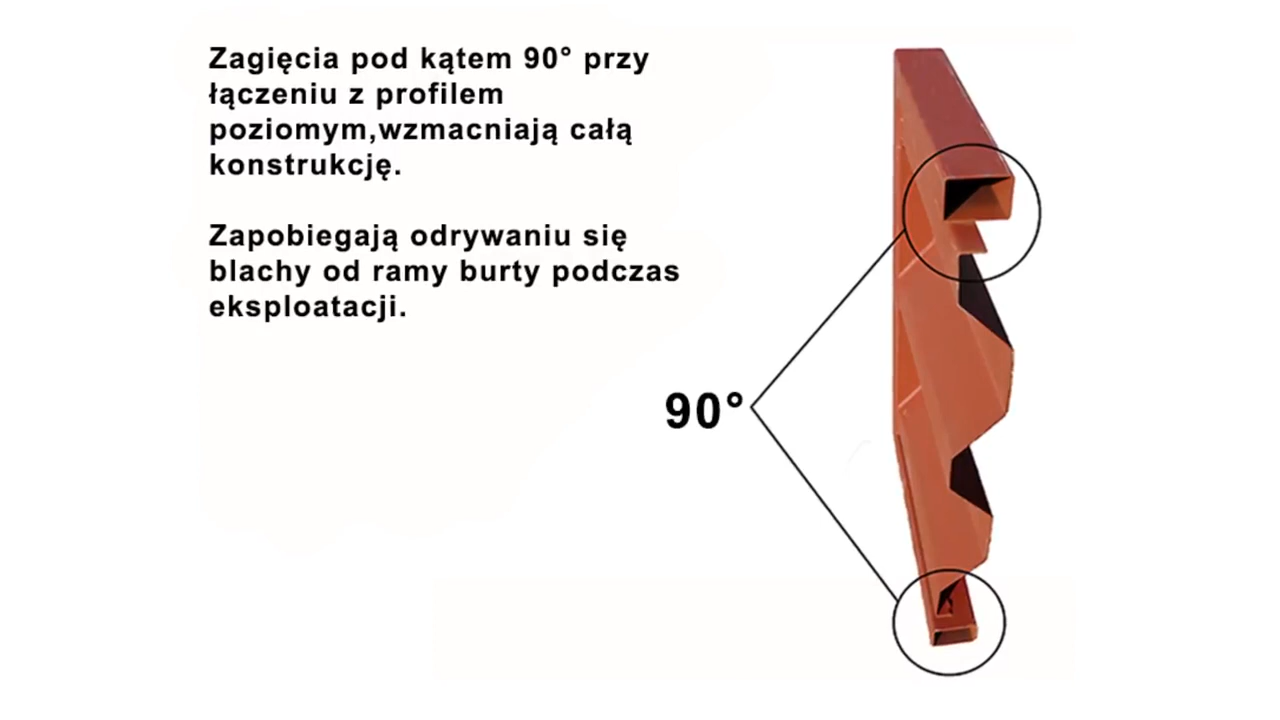 Zagięcia pod kątem 90° przy
łączeniu z profilem
poziomym,wzmacniają całą
konstrukcję.
Zapobiegają odrywaniu się
blachy od ramy burty podczas
eksploatacji.
90°